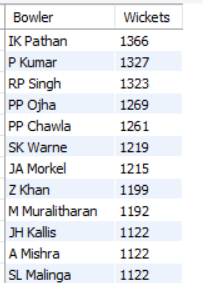 Bowler Wickets
IK Pathan 1366
P Kumar 1327
RP Singh 1323
PP Ojha 1269
PP Chawla 1261
SK Warne 1219
JA Morkel 1215
Z Khan 1199
M Muralitharan 1192
JH Kallis 1122
A Mishra 1122
SL Malinga 1122